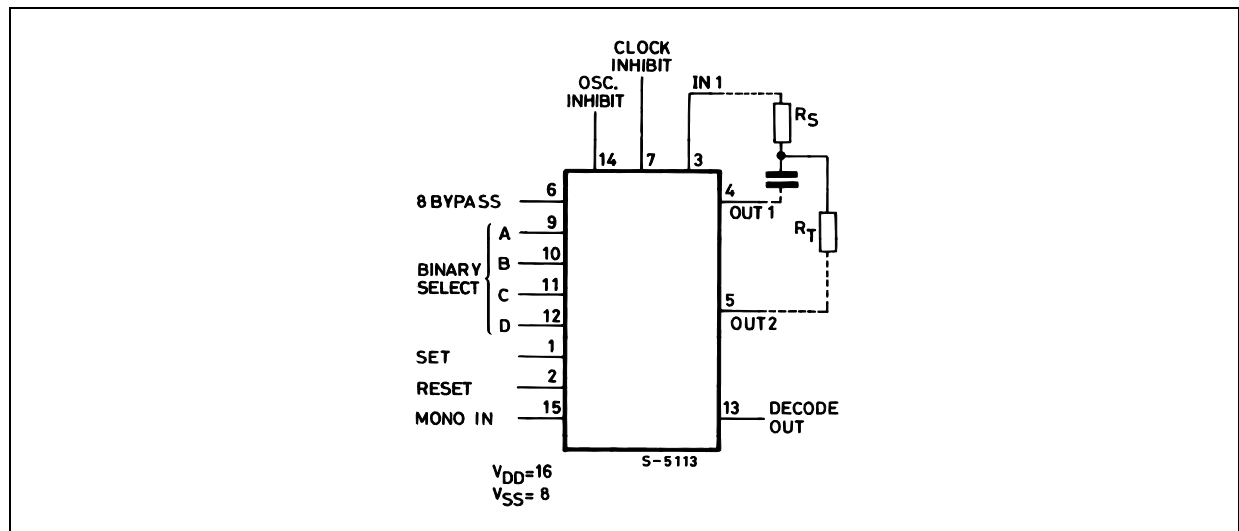 CLOCK
INHIBIT
OSC.
INHIBIT
IN 1
RS
14
7
3
6
8 BYPASS
4
OUT 1
9
A
RT
10
B
BINARY
SELECT
11
C
5
OUT2
12
D
1
SET
2
RESET
15
MONO IN
13
DECODE
OUT
S-5113
VDD=16
VSS= 8